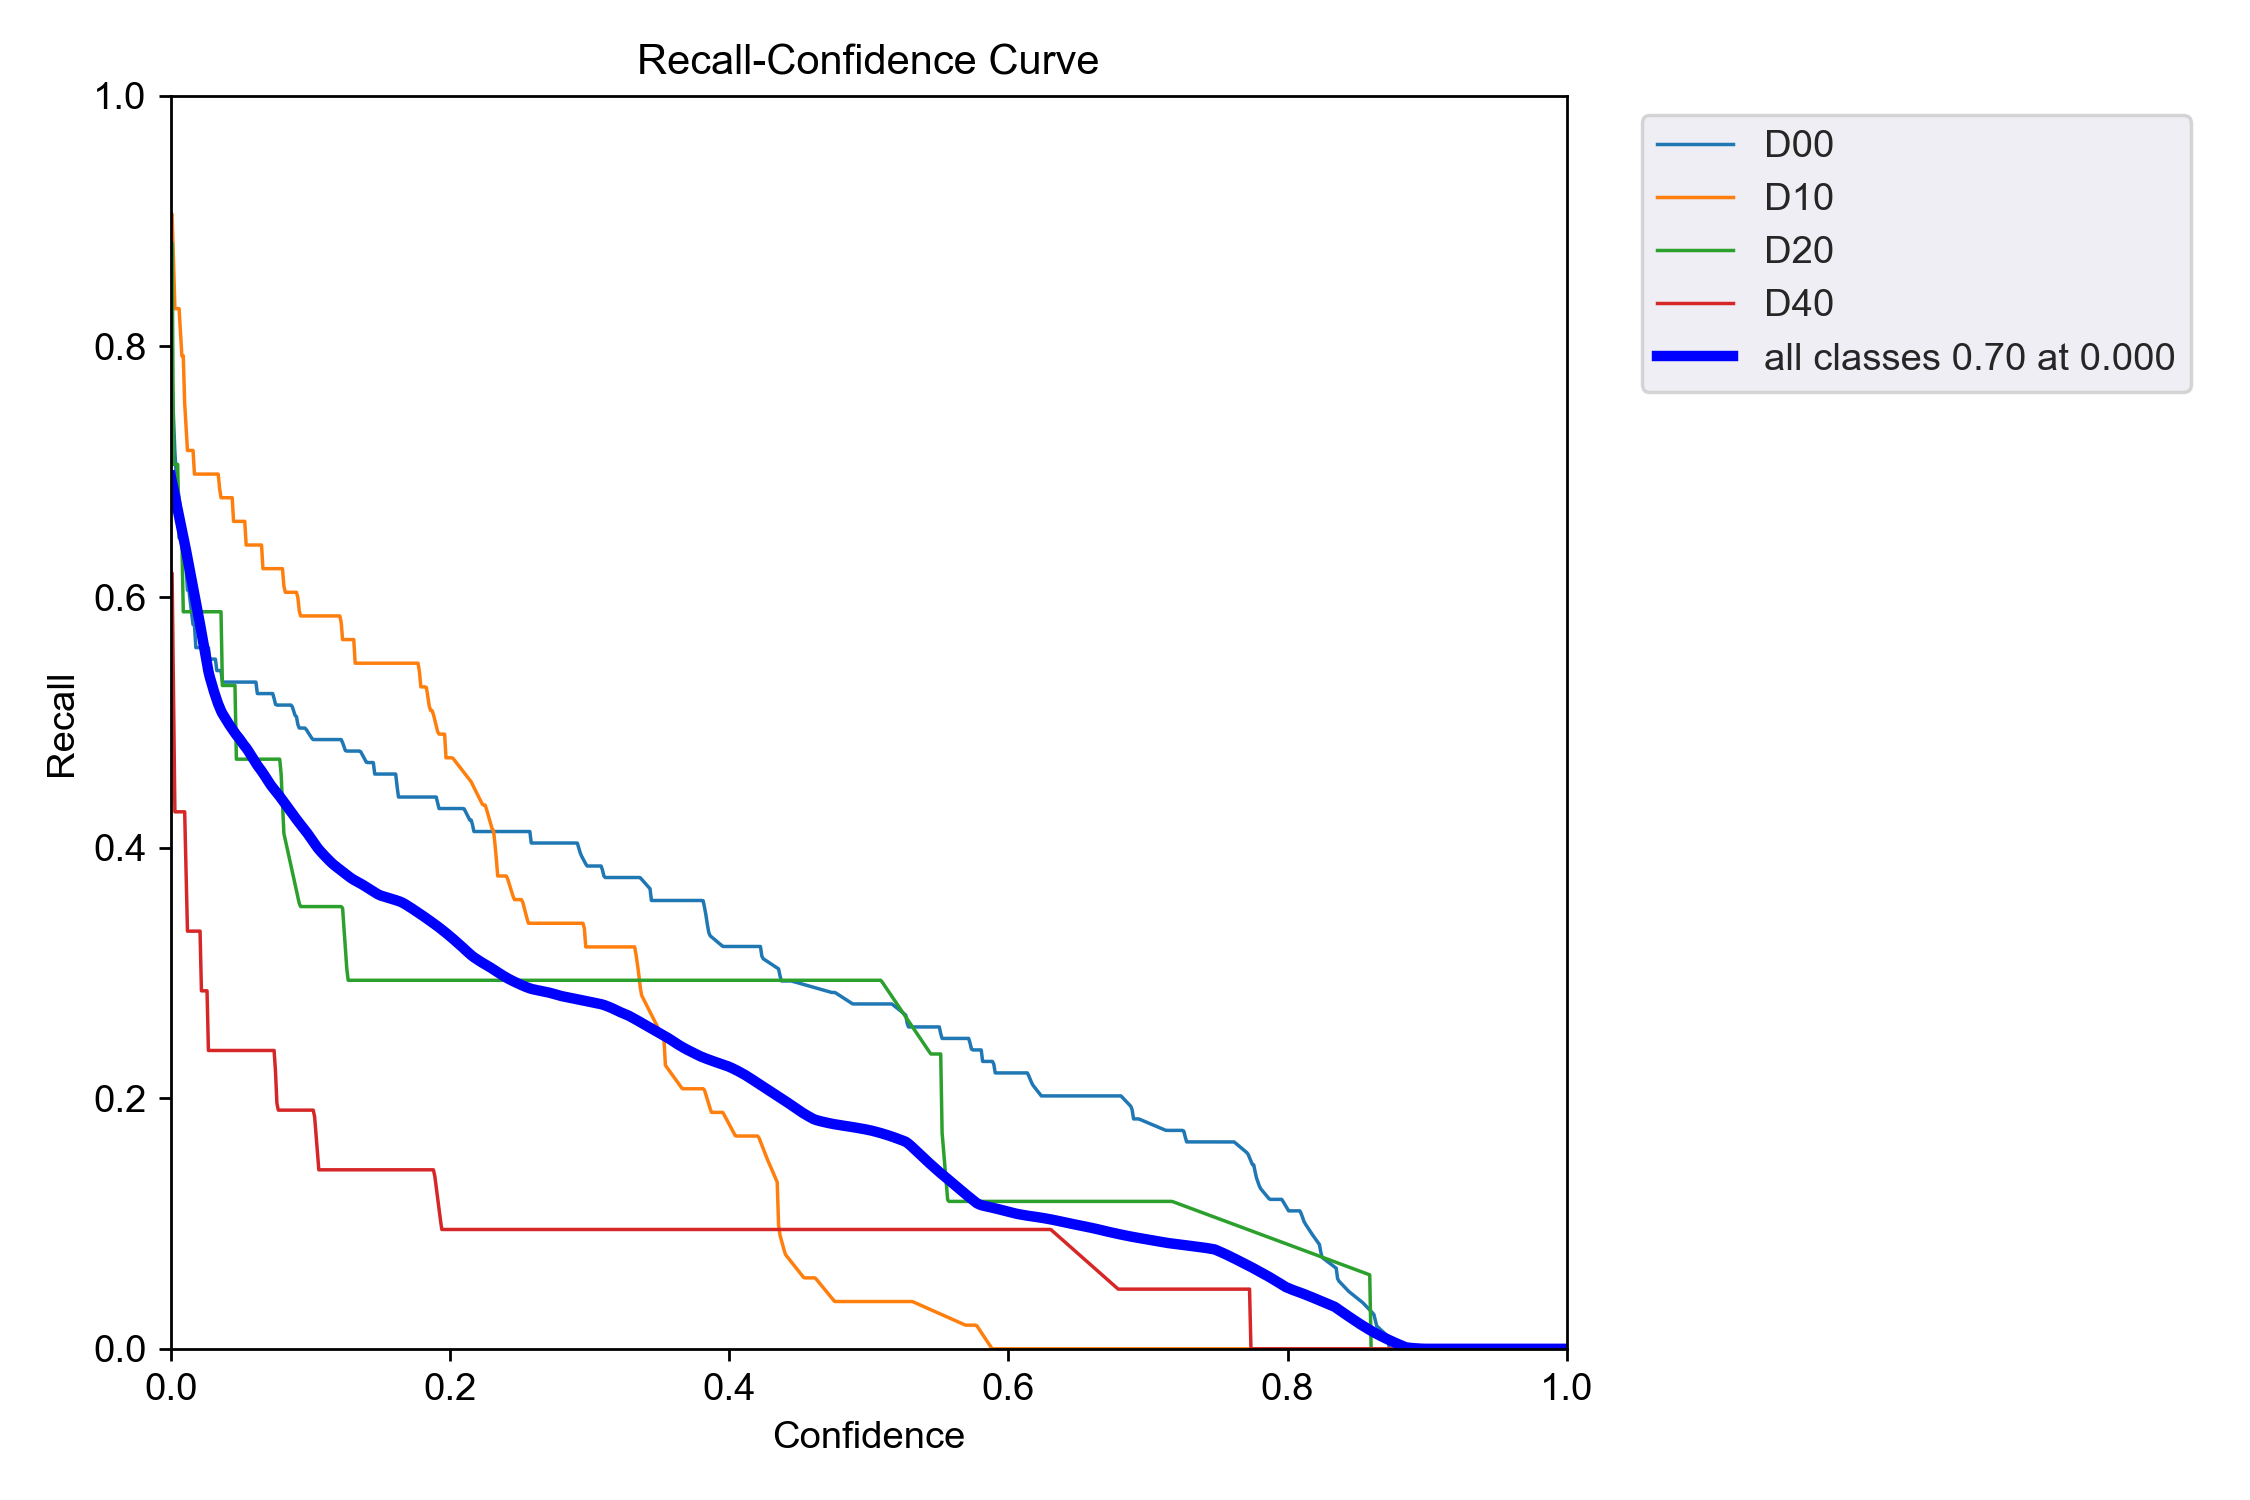 Recall-Confidence Curve
1.0
0.8
0.6
0.4
0.2
0.0
Recall
0.0 0.2 0.4 0.6 0.8 1.0
Confidence
D00
D10
D20
D40
all classes 0.70 at 0.000